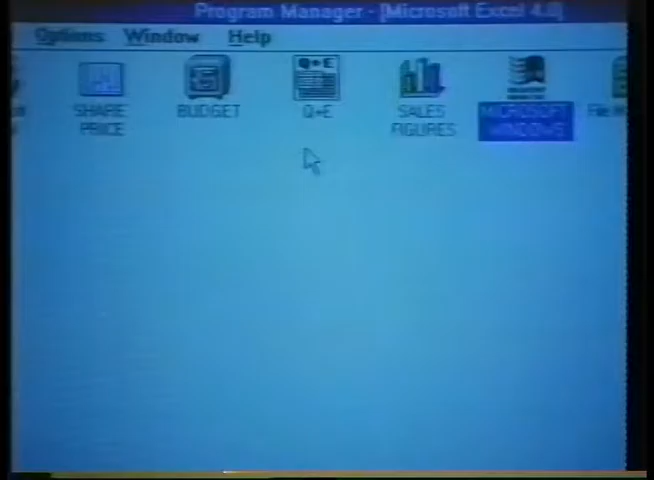 Program Manager - [Microsoft Excel 4.0]
Options Window Help
Q+E
SHARE PRICE
BUDGET
Q+E
SALES FIGURES
MICROSOFT WINDOWS